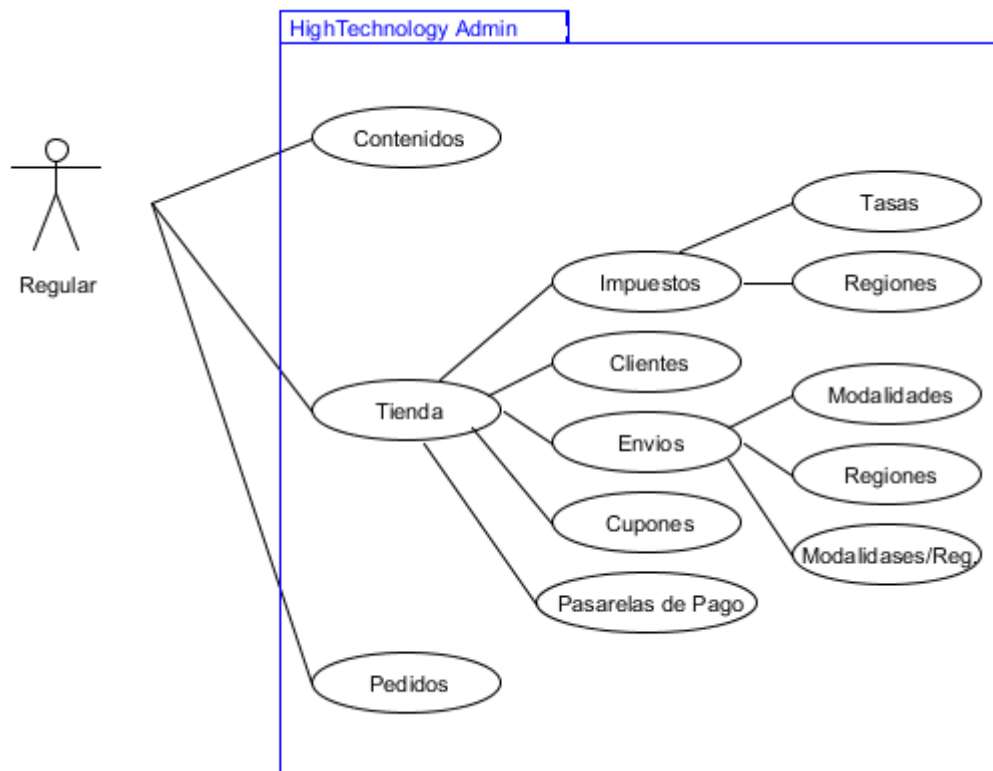 HighTechnology Admin
Contenidos
Regular
Tasas
Impuestos
Regiones
Clientes
Tienda
Modalidades
Envios
Regiones
Cupones
Modalidases/Reg.
Pasarelas de Pago
Pedidos